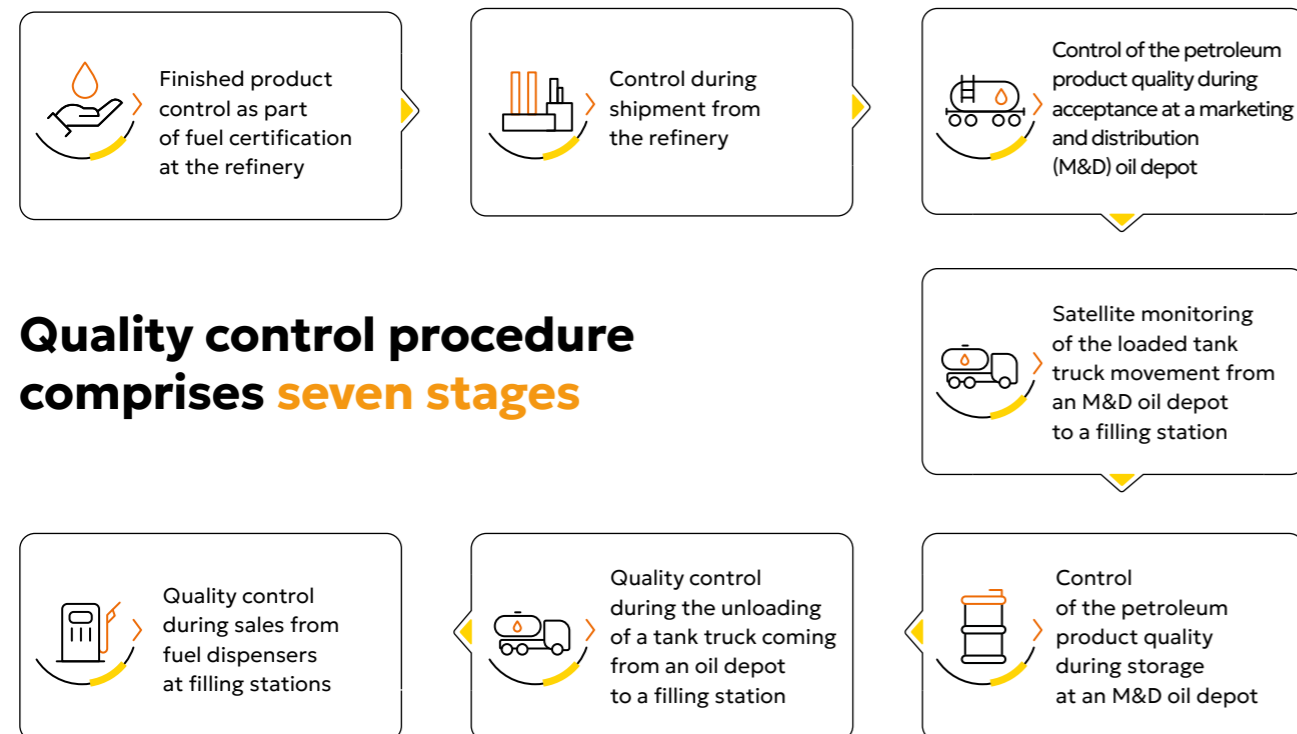 Finished product
control as part
of fuel certification
at the refinery
Control during
shipment from
the refinery
Control of the petroleum
product quality during
acceptance at a marketing
and distribution
(M&D) oil depot
Quality control procedure
comprises seven stages
Satellite monitoring
of the loaded tank
truck movement from
an M&D oil depot
to a filling station
Control
of the petroleum
product quality
during storage
at an M&D oil depot
Quality control
during the unloading
of a tank truck coming
from an oil depot
to a filling station
Quality control
during sales from
fuel dispensers
at filling stations